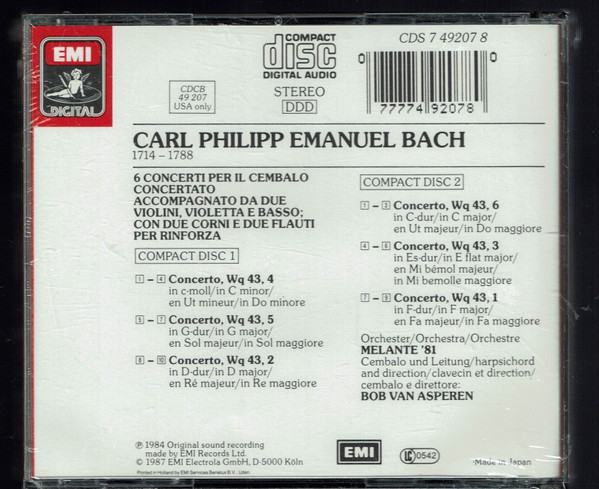 EMI
DIGITAL
COMPACT
disc
DIGITAL AUDIO
CDS 7 49207 8
CDCB
49 207
USA only
STEREO
DDD
0
0
77774 92078
CARL PHILIPP EMANUEL BACH
1714 – 1788
6 CONCERTI PER IL CEMBALO
CONCERTATO
ACCOMPAGNATO DA DUE
VIOLINI, VIOLETTA E BASSO;
CON DUE CORNI E DUE FLAUTI
PER RINFORZA
COMPACT DISC 1
1 – 4 Concerto, Wq 43, 4
in c-moll/in C minor/
en Ut mineur/in Do minore
5 – 7 Concerto, Wq 43, 5
in G-dur/in G major/
en Sol majeur/in Sol maggiore
8 – 10 Concerto, Wq 43, 2
in D-dur/in D major/
en Ré majeur/in Re maggiore
COMPACT DISC 2
1 – 3 Concerto, Wq 43, 6
in C-dur/in C major/
en Ut majeur/in Do maggiore
4 – 6 Concerto, Wq 43, 3
in Es-dur/in E flat major/
en Mi bémol majeur/
in Mi bemolle maggiore
7 – 9 Concerto, Wq 43, 1
in F-dur/in F major/
en Fa majeur/in Fa maggiore
Orchester/Orchestra/Orchestre
MELANTE '81
Cembalo und Leitung/harpsichord
and direction/clavecin et direction/
cembalo e direttore:
BOB VAN ASPEREN
℗ 1984 Original sound recording
made by EMI Records Ltd.
© 1987 EMI Electrola GmbH, D-5000 Köln
Printed in Holland by EMI Services Benelux B.V., Uden
EMI
LC 0542
·Made in Japan